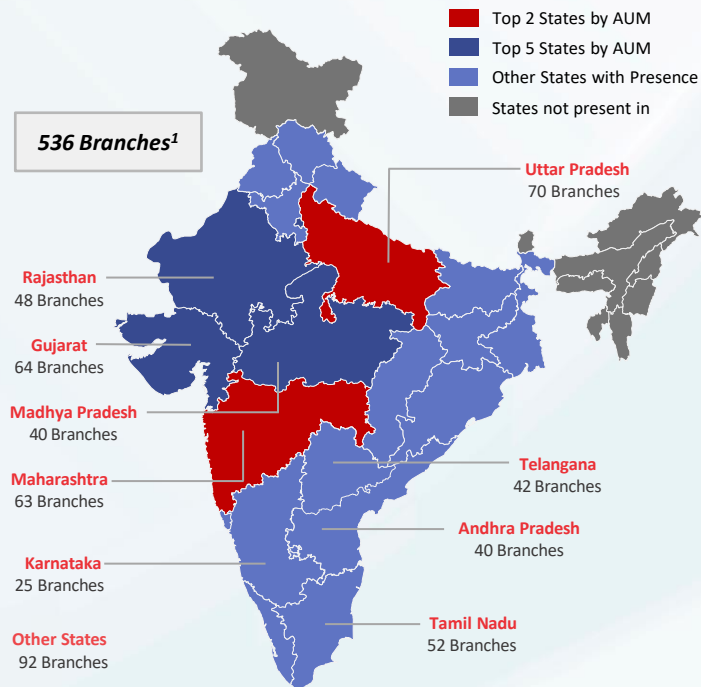 Top 2 States by AUM
Top 5 States by AUM
Other States with Presence
States not present in
536 Branches¹
Uttar Pradesh
70 Branches
Rajasthan
48 Branches
Gujarat
64 Branches
Madhya Pradesh
40 Branches
Maharashtra
63 Branches
Telangana
42 Branches
Andhra Pradesh
40 Branches
Karnataka
25 Branches
Tamil Nadu
52 Branches
Other States
92 Branches